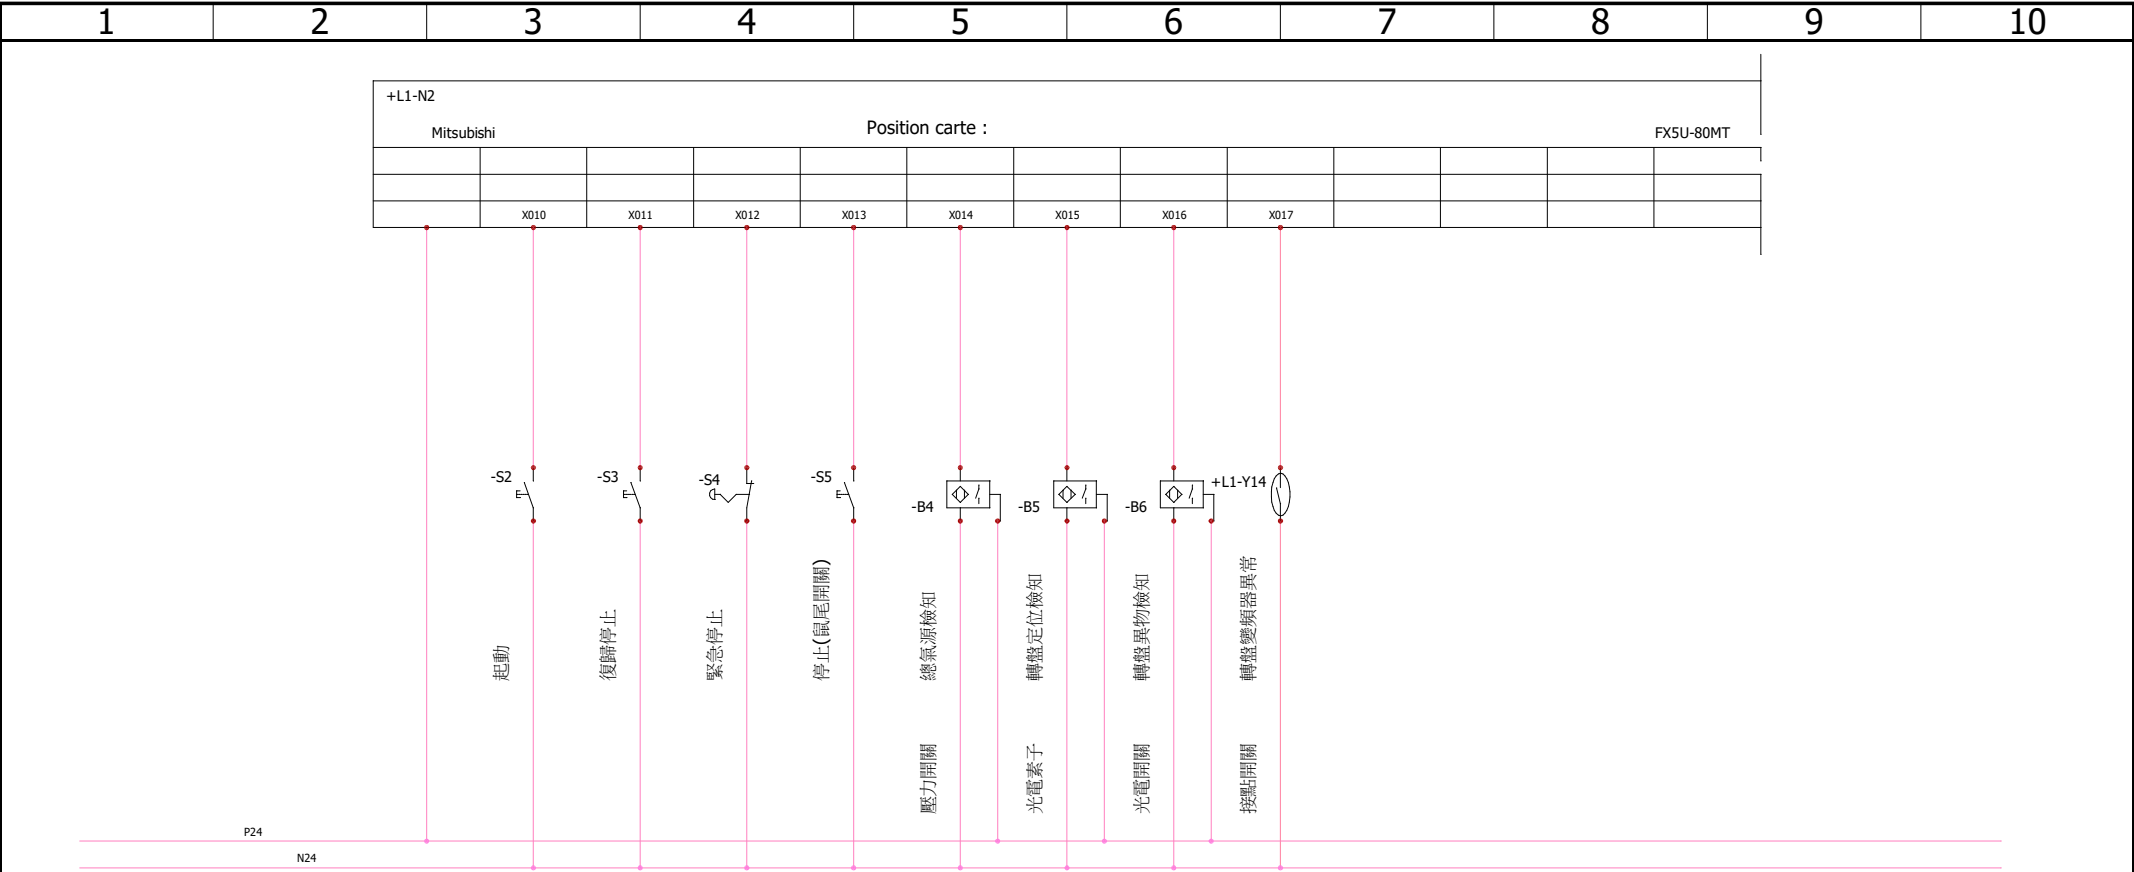 1 2 3 4 5 6 7 8 9 10
+L1-N2
Mitsubishi Position carte : FX5U-80MT
X010 X011 X012 X013 X014 X015 X016 X017
-S2 -S3 -S4 -S5 -B4 -B5 -B6 +L1-Y14
起動
復歸停止
緊急停止
停止(鼠尾開關)
總氣源檢知
轉盤定位檢知
轉盤異物檢知
轉盤變頻器異常
壓力開關
光電素子
光電開關
接點開關
P24
N24